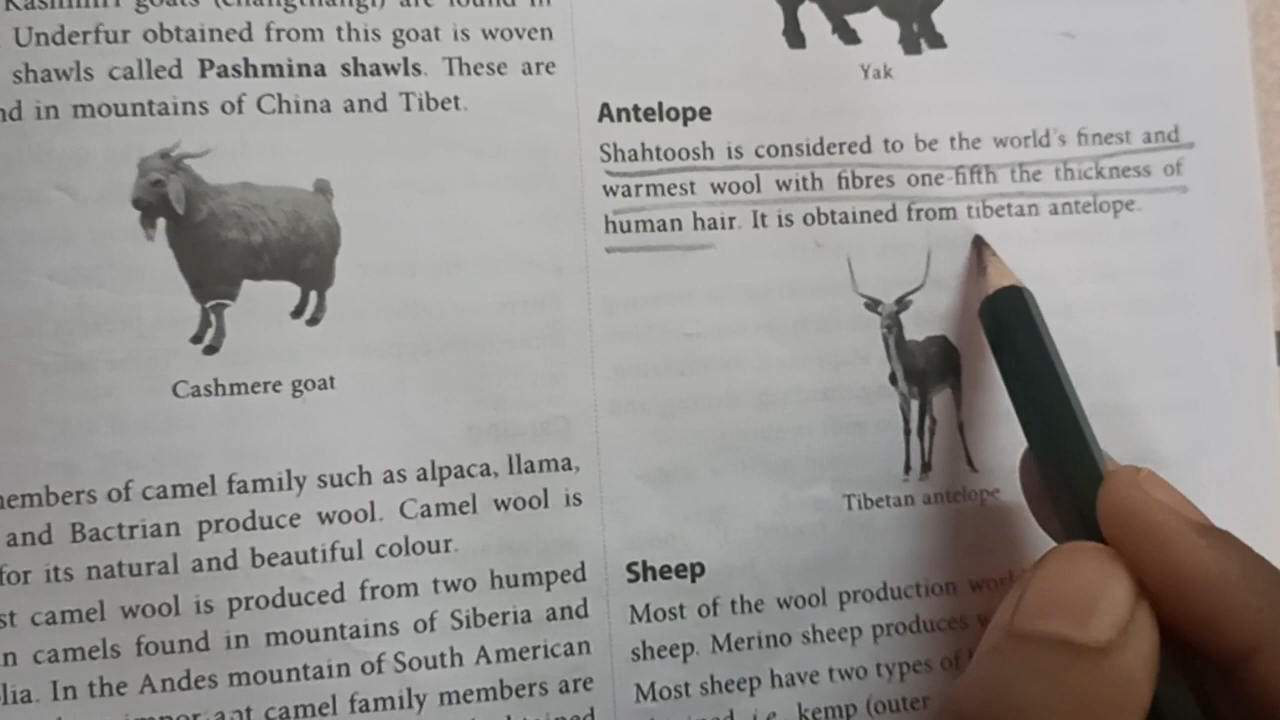 goats (changthangi) are found in
Underfur obtained from this goat is woven
shawls called Pashmina shawls. These are
in mountains of China and Tibet.
Cashmere goat
of camel family such as alpaca, llama,
and Bactrian produce wool. Camel wool is
for its natural and beautiful colour.
camel wool is produced from two humped
camels found in mountains of Siberia and
In the Andes mountain of South American
camel family members are
Yak
Antelope
Shahtoosh is considered to be the world's finest and
warmest wool with fibres one-fifth the thickness of
human hair. It is obtained from tibetan antelope.
Tibetan antelope
Sheep
Most of the wool production
sheep. Merino sheep produces
Most sheep have two types of
i.e. kemp (outer